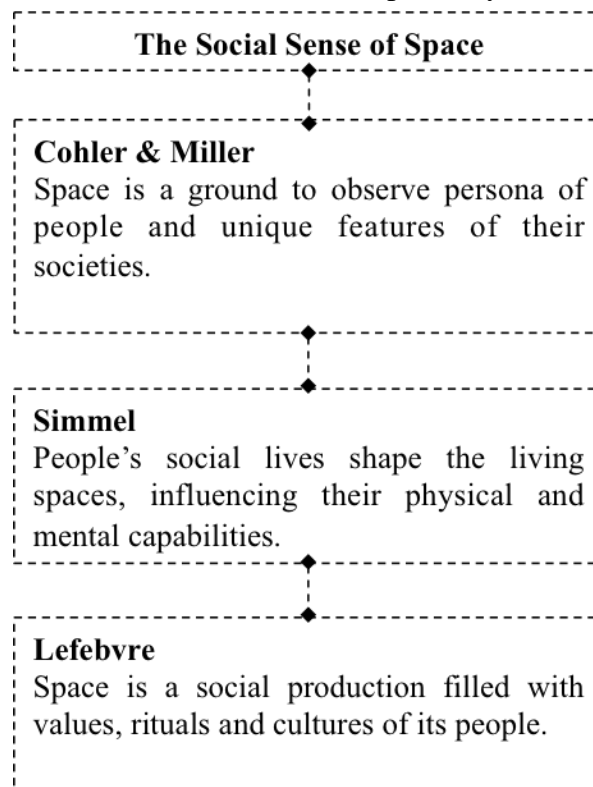 The Social Sense of Space
Cohler & Miller
Space is a ground to observe persona of
people and unique features of their
societies.
Simmel
People's social lives shape the living
spaces, influencing their physical and
mental capabilities.
Lefebvre
Space is a social production filled with
values, rituals and cultures of its people.